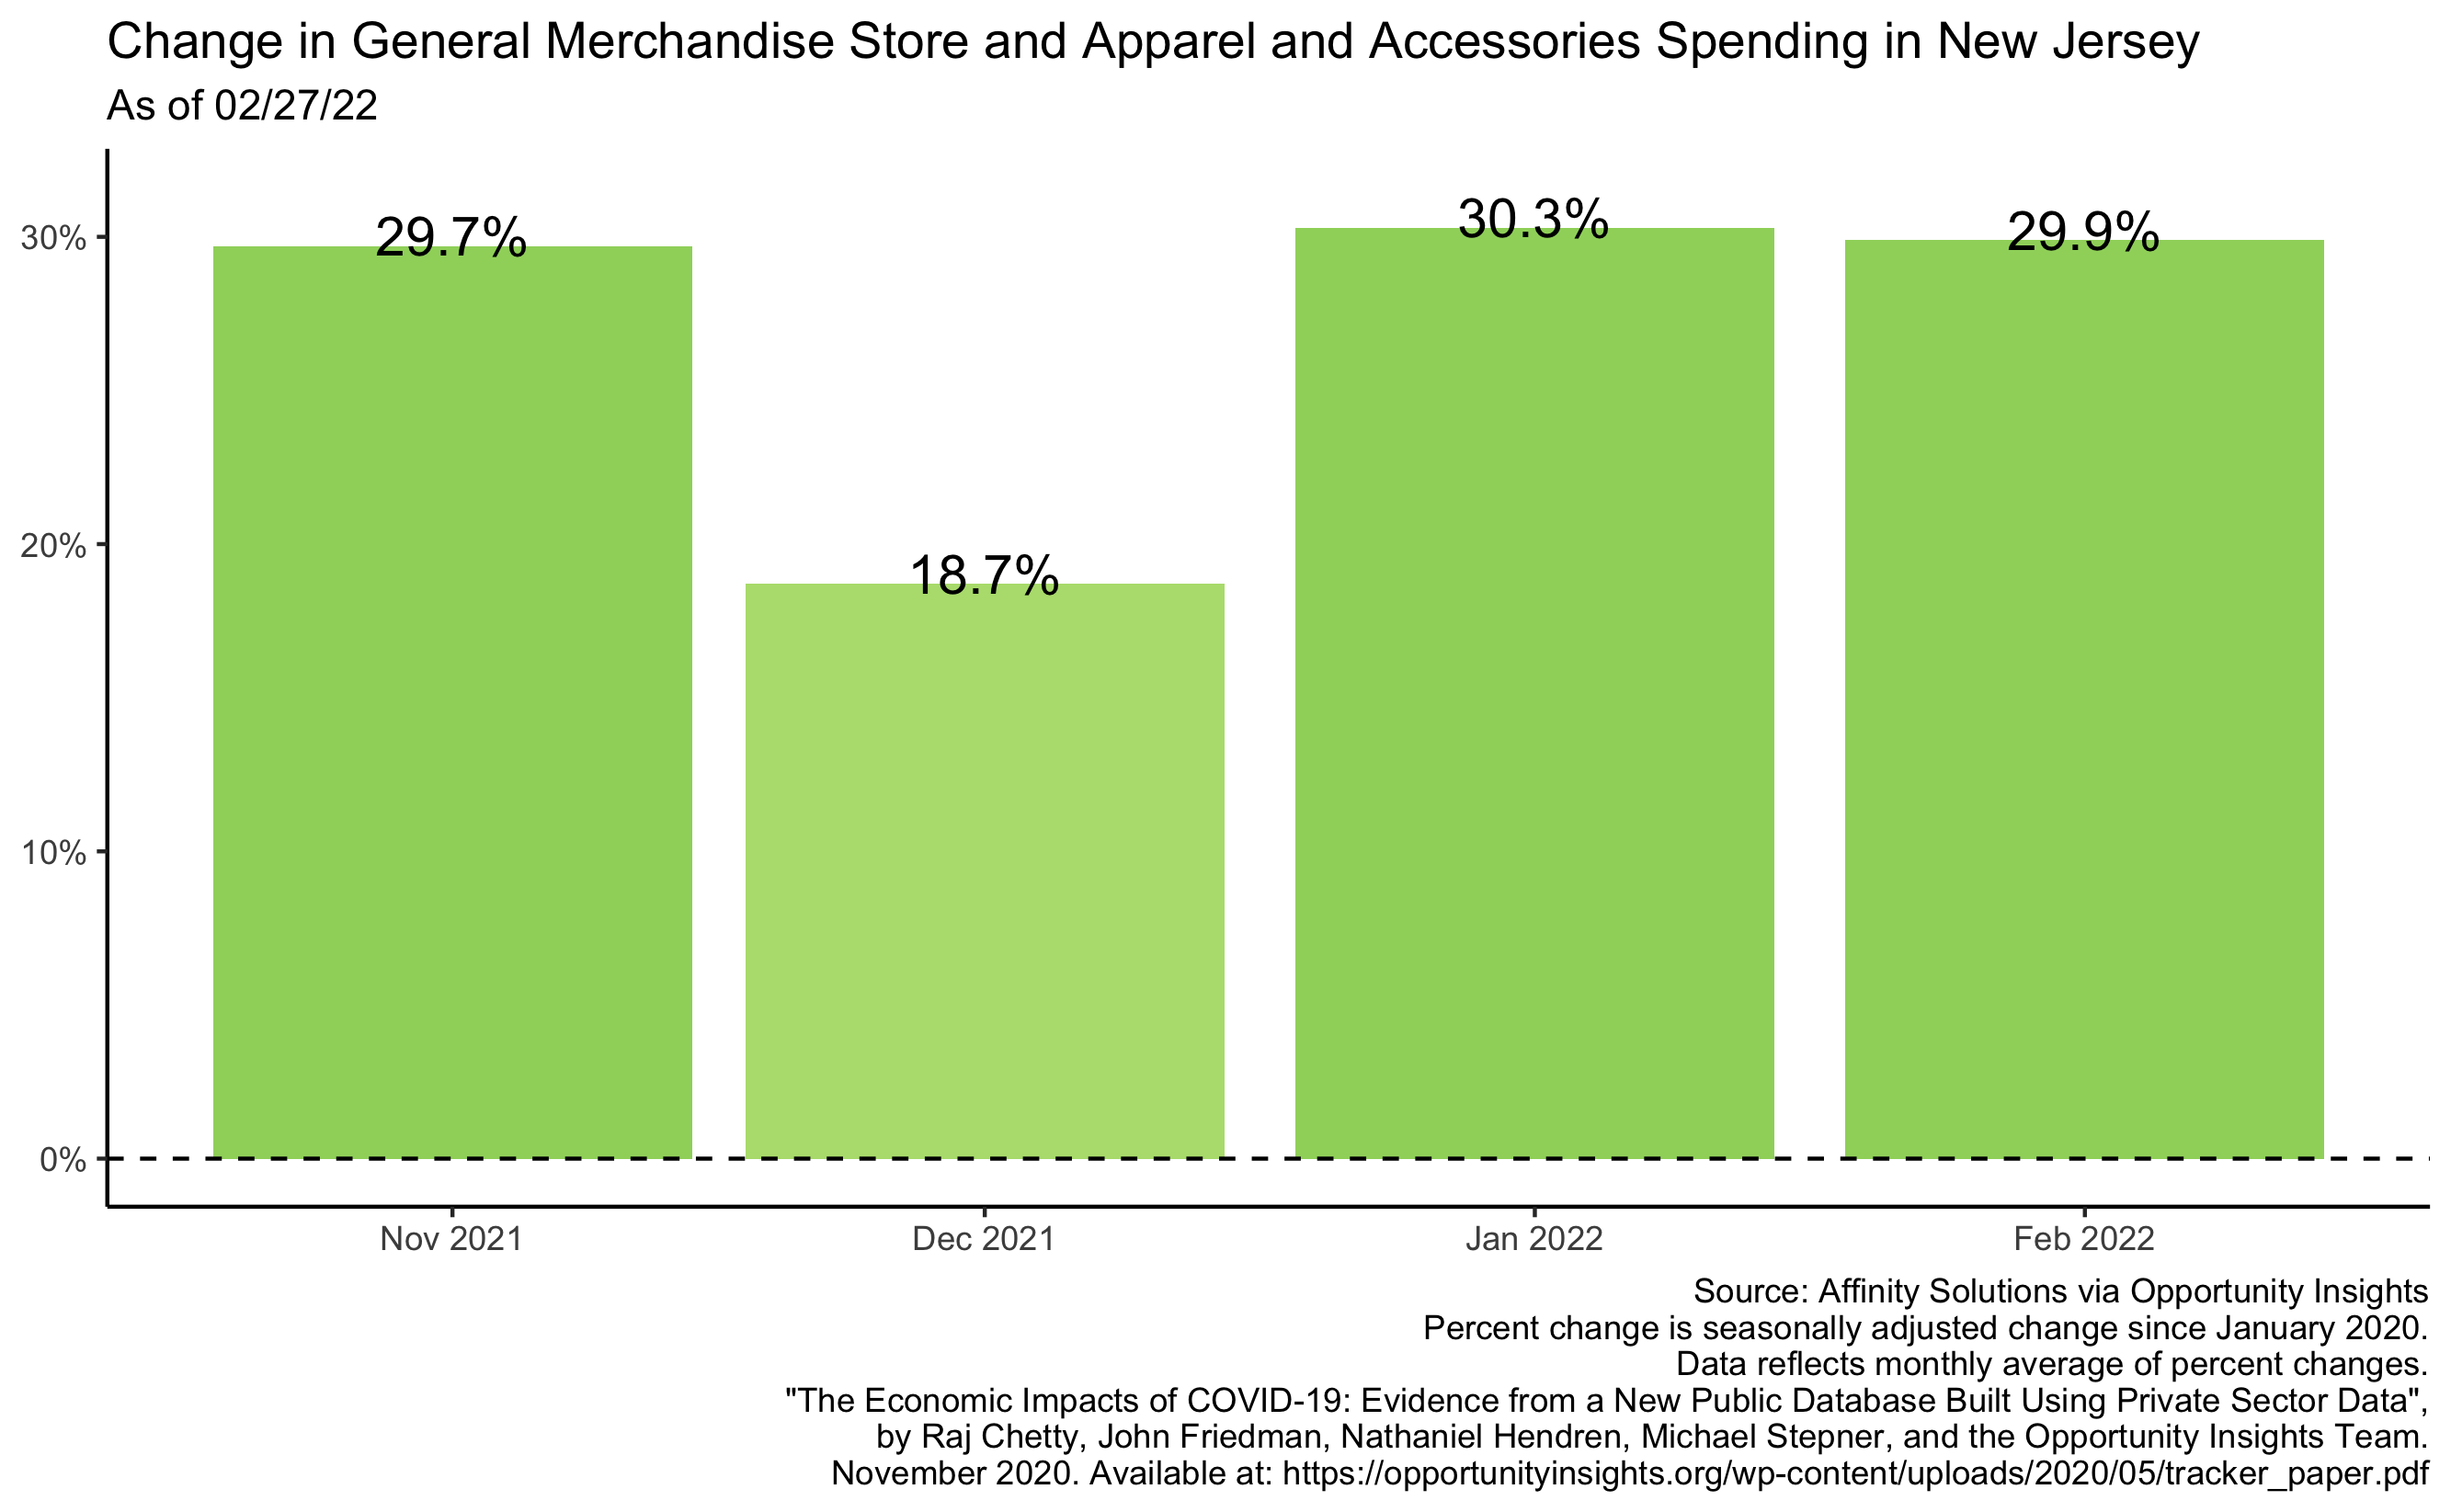 Change in General Merchandise Store and Apparel and Accessories Spending in New Jersey
As of 02/27/22
30%
20%
10%
0%
29.7%
18.7%
30.3%
29.9%
Nov 2021
Dec 2021
Jan 2022
Feb 2022
Source: Affinity Solutions via Opportunity Insights
Percent change is seasonally adjusted change since January 2020.
Data reflects monthly average of percent changes.
"The Economic Impacts of COVID-19: Evidence from a New Public Database Built Using Private Sector Data",
by Raj Chetty, John Friedman, Nathaniel Hendren, Michael Stepner, and the Opportunity Insights Team.
November 2020. Available at: https://opportunityinsights.org/wp-content/uploads/2020/05/tracker_paper.pdf